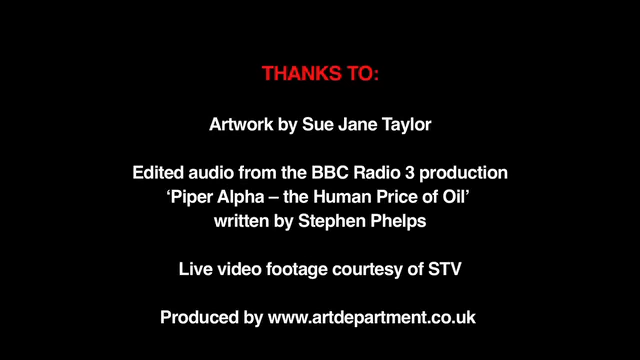 THANKS TO:
Artwork by Sue Jane Taylor
Edited audio from the BBC Radio 3 production
‘Piper Alpha – the Human Price of Oil’
written by Stephen Phelps
Live video footage courtesy of STV
Produced by www.artdepartment.co.uk